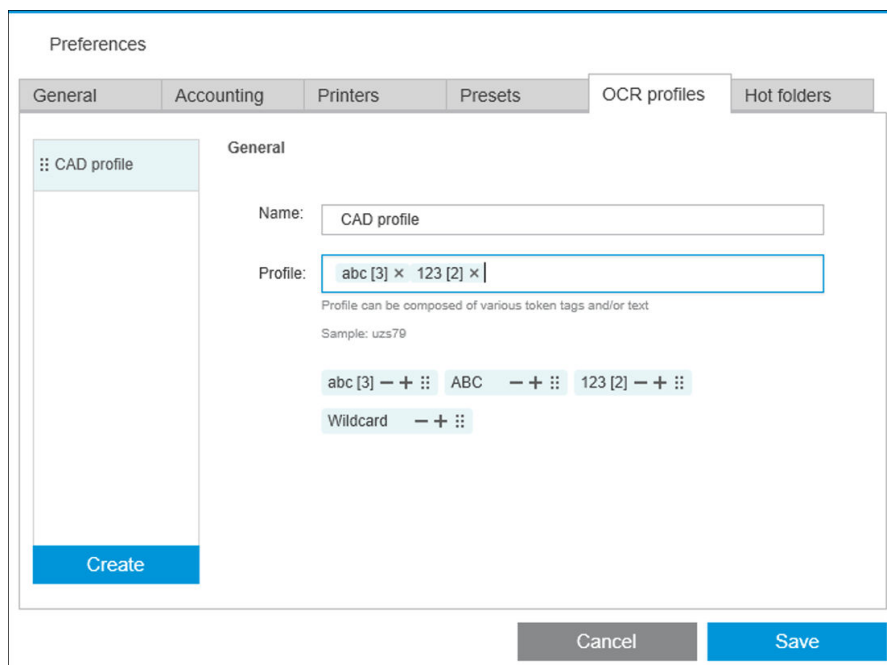 Preferences
General Accounting Printers Presets OCR profiles Hot folders
CAD profile
General
Name: CAD profile
Profile: abc [3] × 123 [2] ×
Profile can be composed of various token tags and/or text
Sample: uzs79
abc [3] − + ABC − + 123 [2] − +
Wildcard − +
Create
Cancel Save